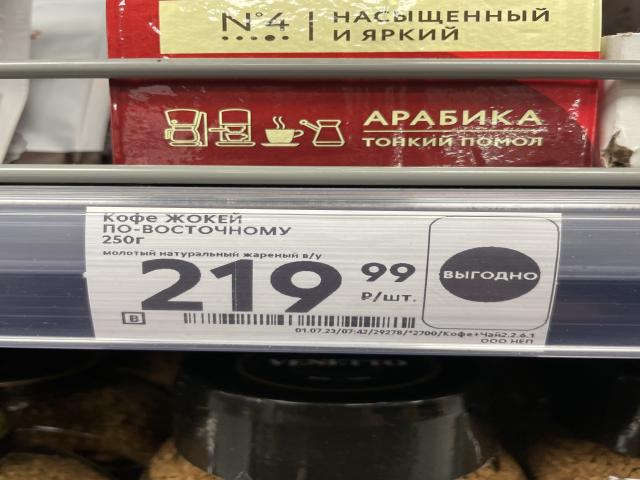 №4 | НАСЫЩЕННЫЙ
И ЯРКИЙ
АРАБИКА
ТОНКИЙ ПОМОЛ
Кофе ЖОКЕЙ
ПО-ВОСТОЧНОМУ
250г
молотый натуральный жареный в/у
219 99
₽/шт.
ВЫГОДНО
В
01.07.23/07:42/29278/*2700/Кофе+Чай2.2.6.1
ООО НЕП
VENETTO